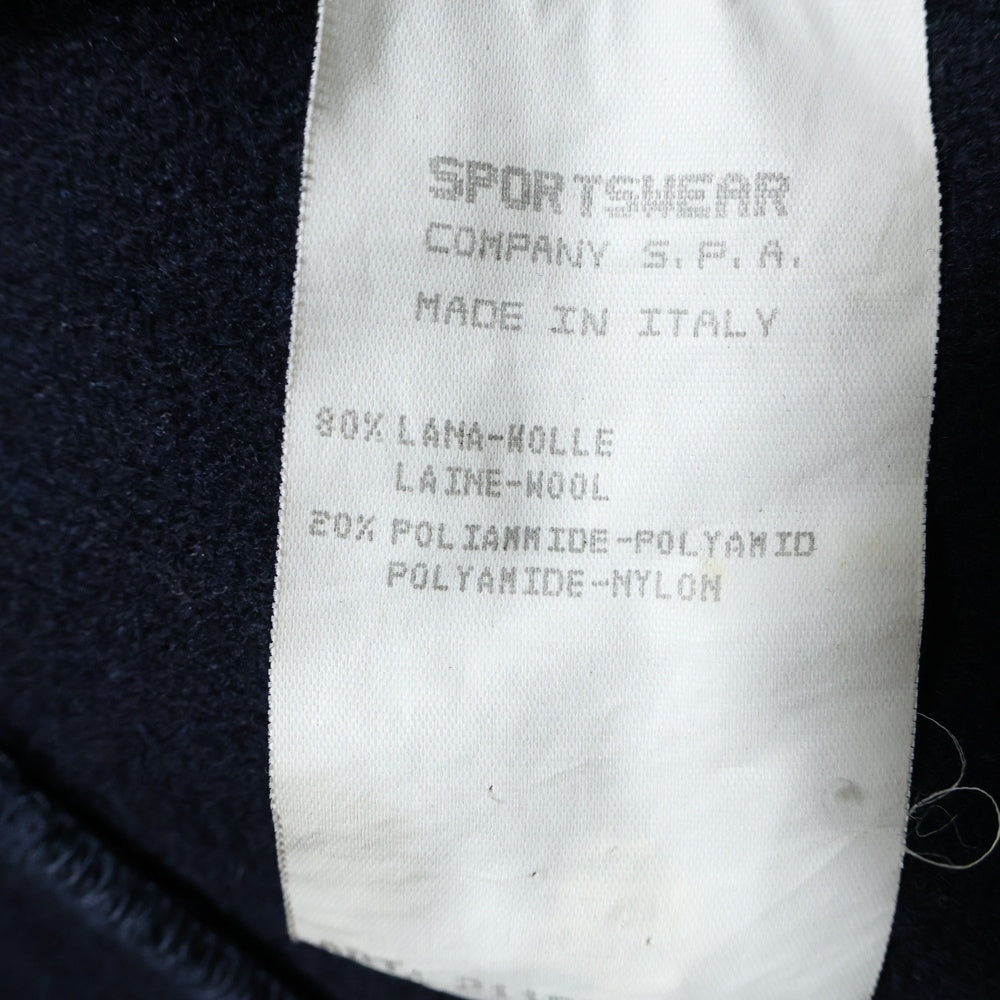 SPORTSWEAR
COMPANY S.P.A.
MADE IN ITALY
80% LANA-WOLLE
LAINE-WOOL
20% POLIAMMIDE-POLYAMID
POLYAMIDE-NYLON